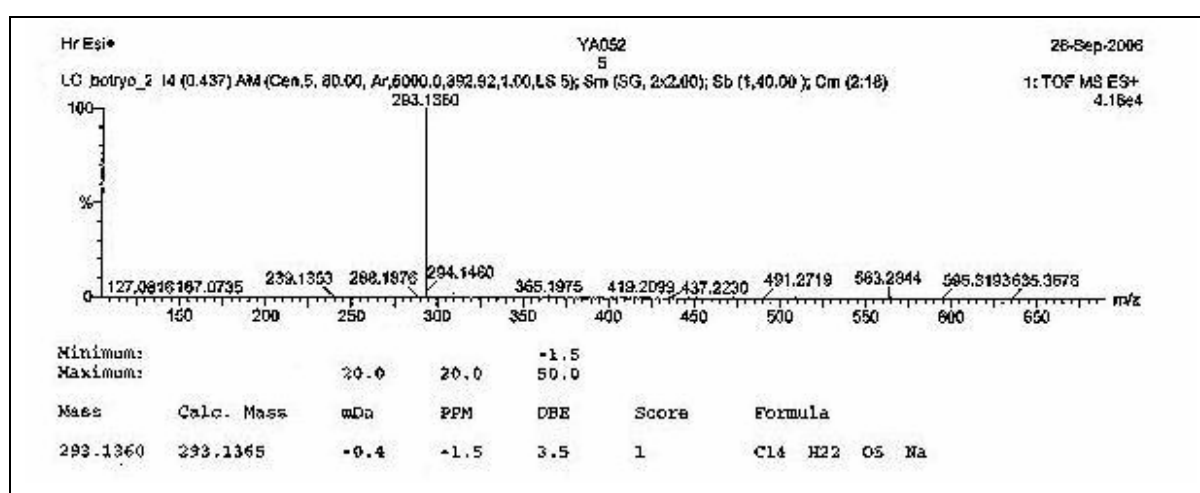 Hr Esi+ YA052 26-Sep-2006
5
LC_botryo_2 14 (0.437) AM (Cen,5, 80.00, Ar,5000.0,392.92,1.00,LS 5); Sm (SG, 2x2.00); Sb (1,40.00 ); Cm (2:18) 1: TOF MS ES+
293.1360 4.16e4
100
%
127.0816 167.0735 239.1353 288.1876 294.1460 365.1975 419.2099 437.2230 491.2719 563.2844 595.3193 635.3678
0 m/z
150 200 250 300 350 400 450 500 550 600 650
Minimum: -1.5
Maximum: 20.0 20.0 50.0
Mass Calc. Mass mDa PPM DBE Score Formula
293.1360 293.1365 -0.4 -1.5 3.5 1 C14 H22 O5 Na